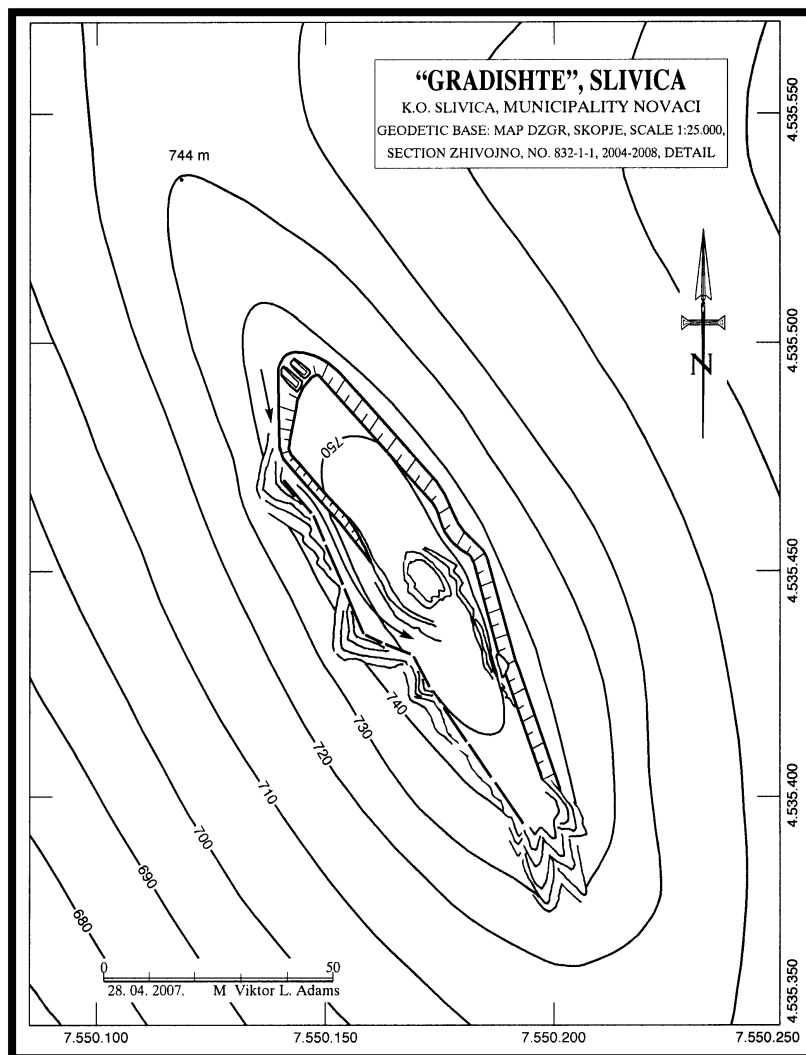 “GRADISHTE”, SLIVICA
K.O. SLIVICA, MUNICIPALITY NOVACI
GEODETIC BASE: MAP DZGR, SKOPJE, SCALE 1:25.000,
SECTION ZHIVOJNO, NO. 832-1-1, 2004-2008, DETAIL
744 m
N
750
740
730
720
710
700
690
680
0 50
28. 04. 2007. M Viktor L. Adams
4.535.550
4.535.500
4.535.450
4.535.400
4.535.350
7.550.100 7.550.150 7.550.200 7.550.250